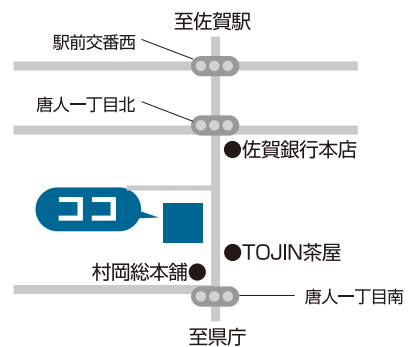 至佐賀駅
駅前交番西
唐人一丁目北
佐賀銀行本店
ココ
TOJIN茶屋
村岡総本舗
唐人一丁目南
至県庁